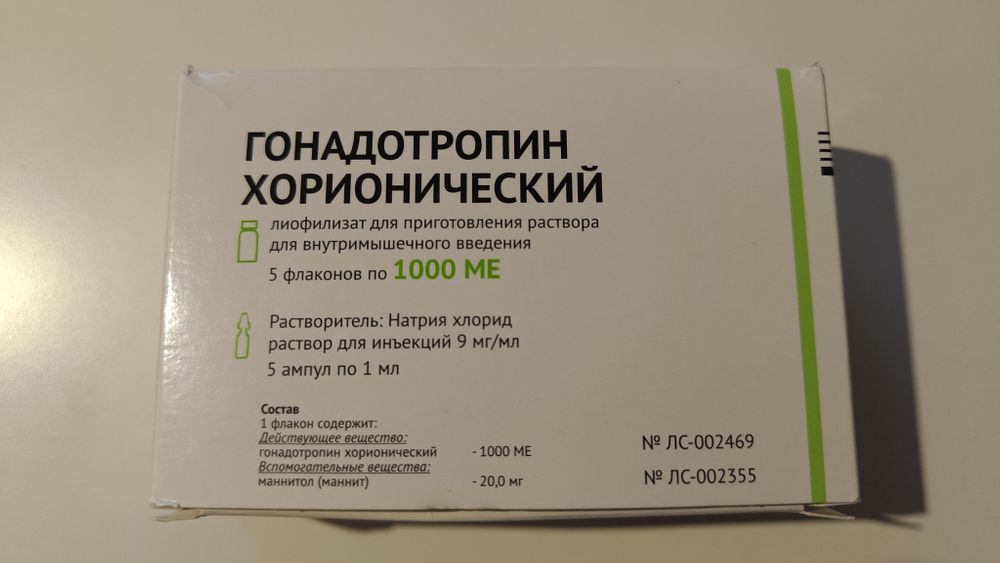 ГОНАДОТРОПИН
ХОРИОНИЧЕСКИЙ
лиофилизат для приготовления раствора
для внутримышечного введения
5 флаконов по 1000 МЕ
Растворитель: Натрия хлорид
раствор для инъекций 9 мг/мл
5 ампул по 1 мл
Состав
1 флакон содержит:
Действующее вещество:
гонадотропин хорионический - 1000 МЕ
Вспомогательные вещества:
маннитол (маннит) - 20,0 мг
№ ЛС-002469
№ ЛС-002355